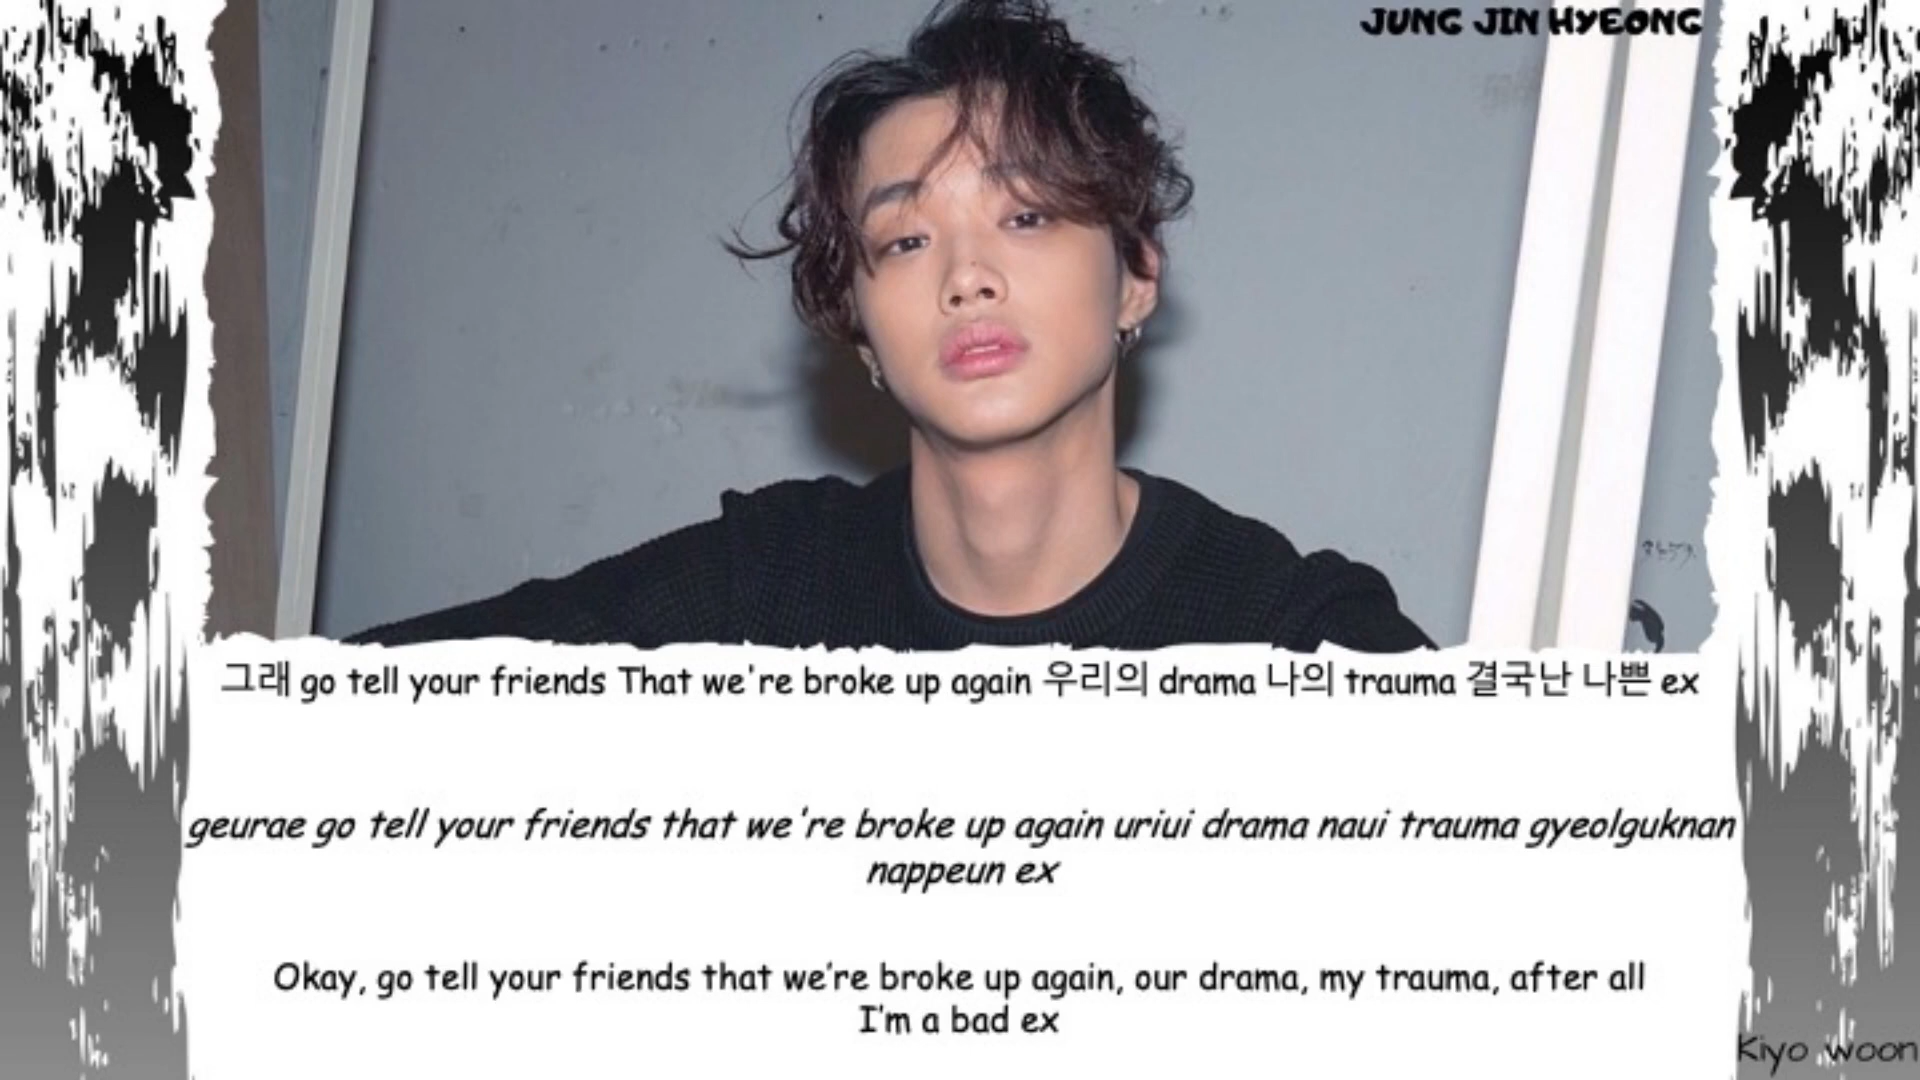 JUNG JIN HYEONG
그래 go tell your friends That we're broke up again 우리의 drama 나의 trauma 결국난 나쁜 ex
geurae go tell your friends that we're broke up again uriui drama naui trauma gyeolguknan
nappeun ex
Okay, go tell your friends that we're broke up again, our drama, my trauma, after all
I'm a bad ex
Kiyo woon